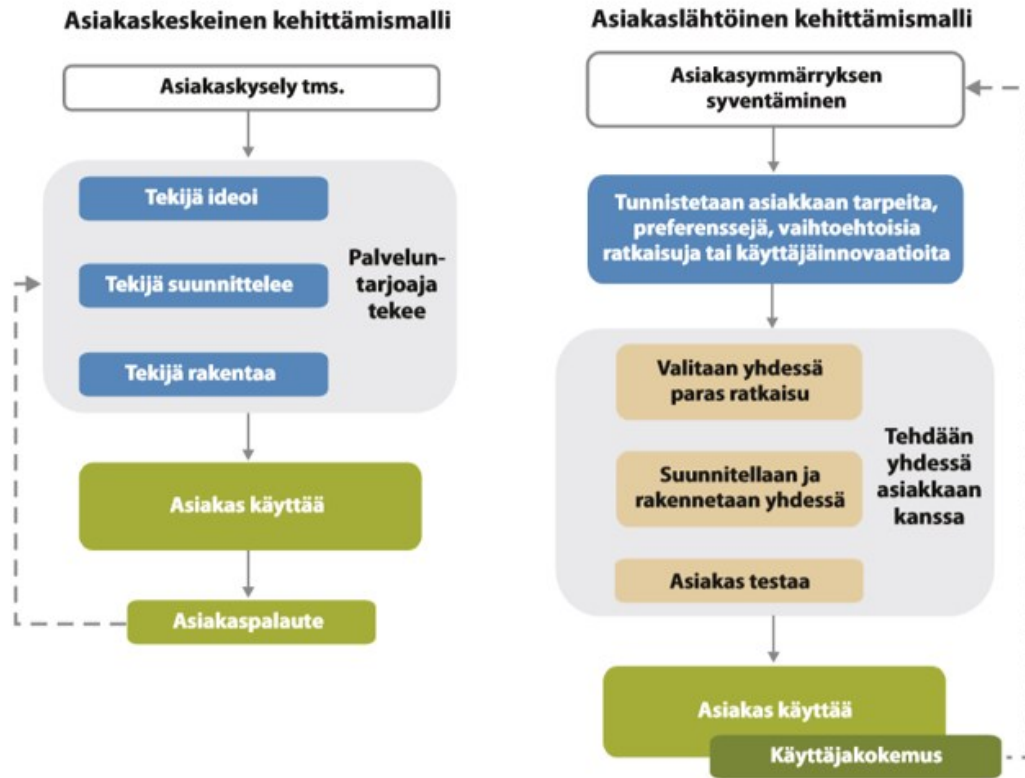 Asiakaskeskeinen kehittämismalli
Asiakaskysely tms.
Tekijä ideoi
Tekijä suunnittelee
Tekijä rakentaa
Palvelun-
tarjoaja
tekee
Asiakas käyttää
Asiakaspalaute
Asiakaslähtöinen kehittämismalli
Asiakasymmärryksen
syventäminen
Tunnistetaan asiakkaan tarpeita,
preferenssejä, vaihtoehtoisia
ratkaisuja tai käyttäjäinnovaatioita
Valitaan yhdessä
paras ratkaisu
Suunnitellaan ja
rakennetaan yhdessä
Asiakas testaa
Tehdään
yhdessä
asiakkaan
kanssa
Asiakas käyttää
Käyttäjakokemus